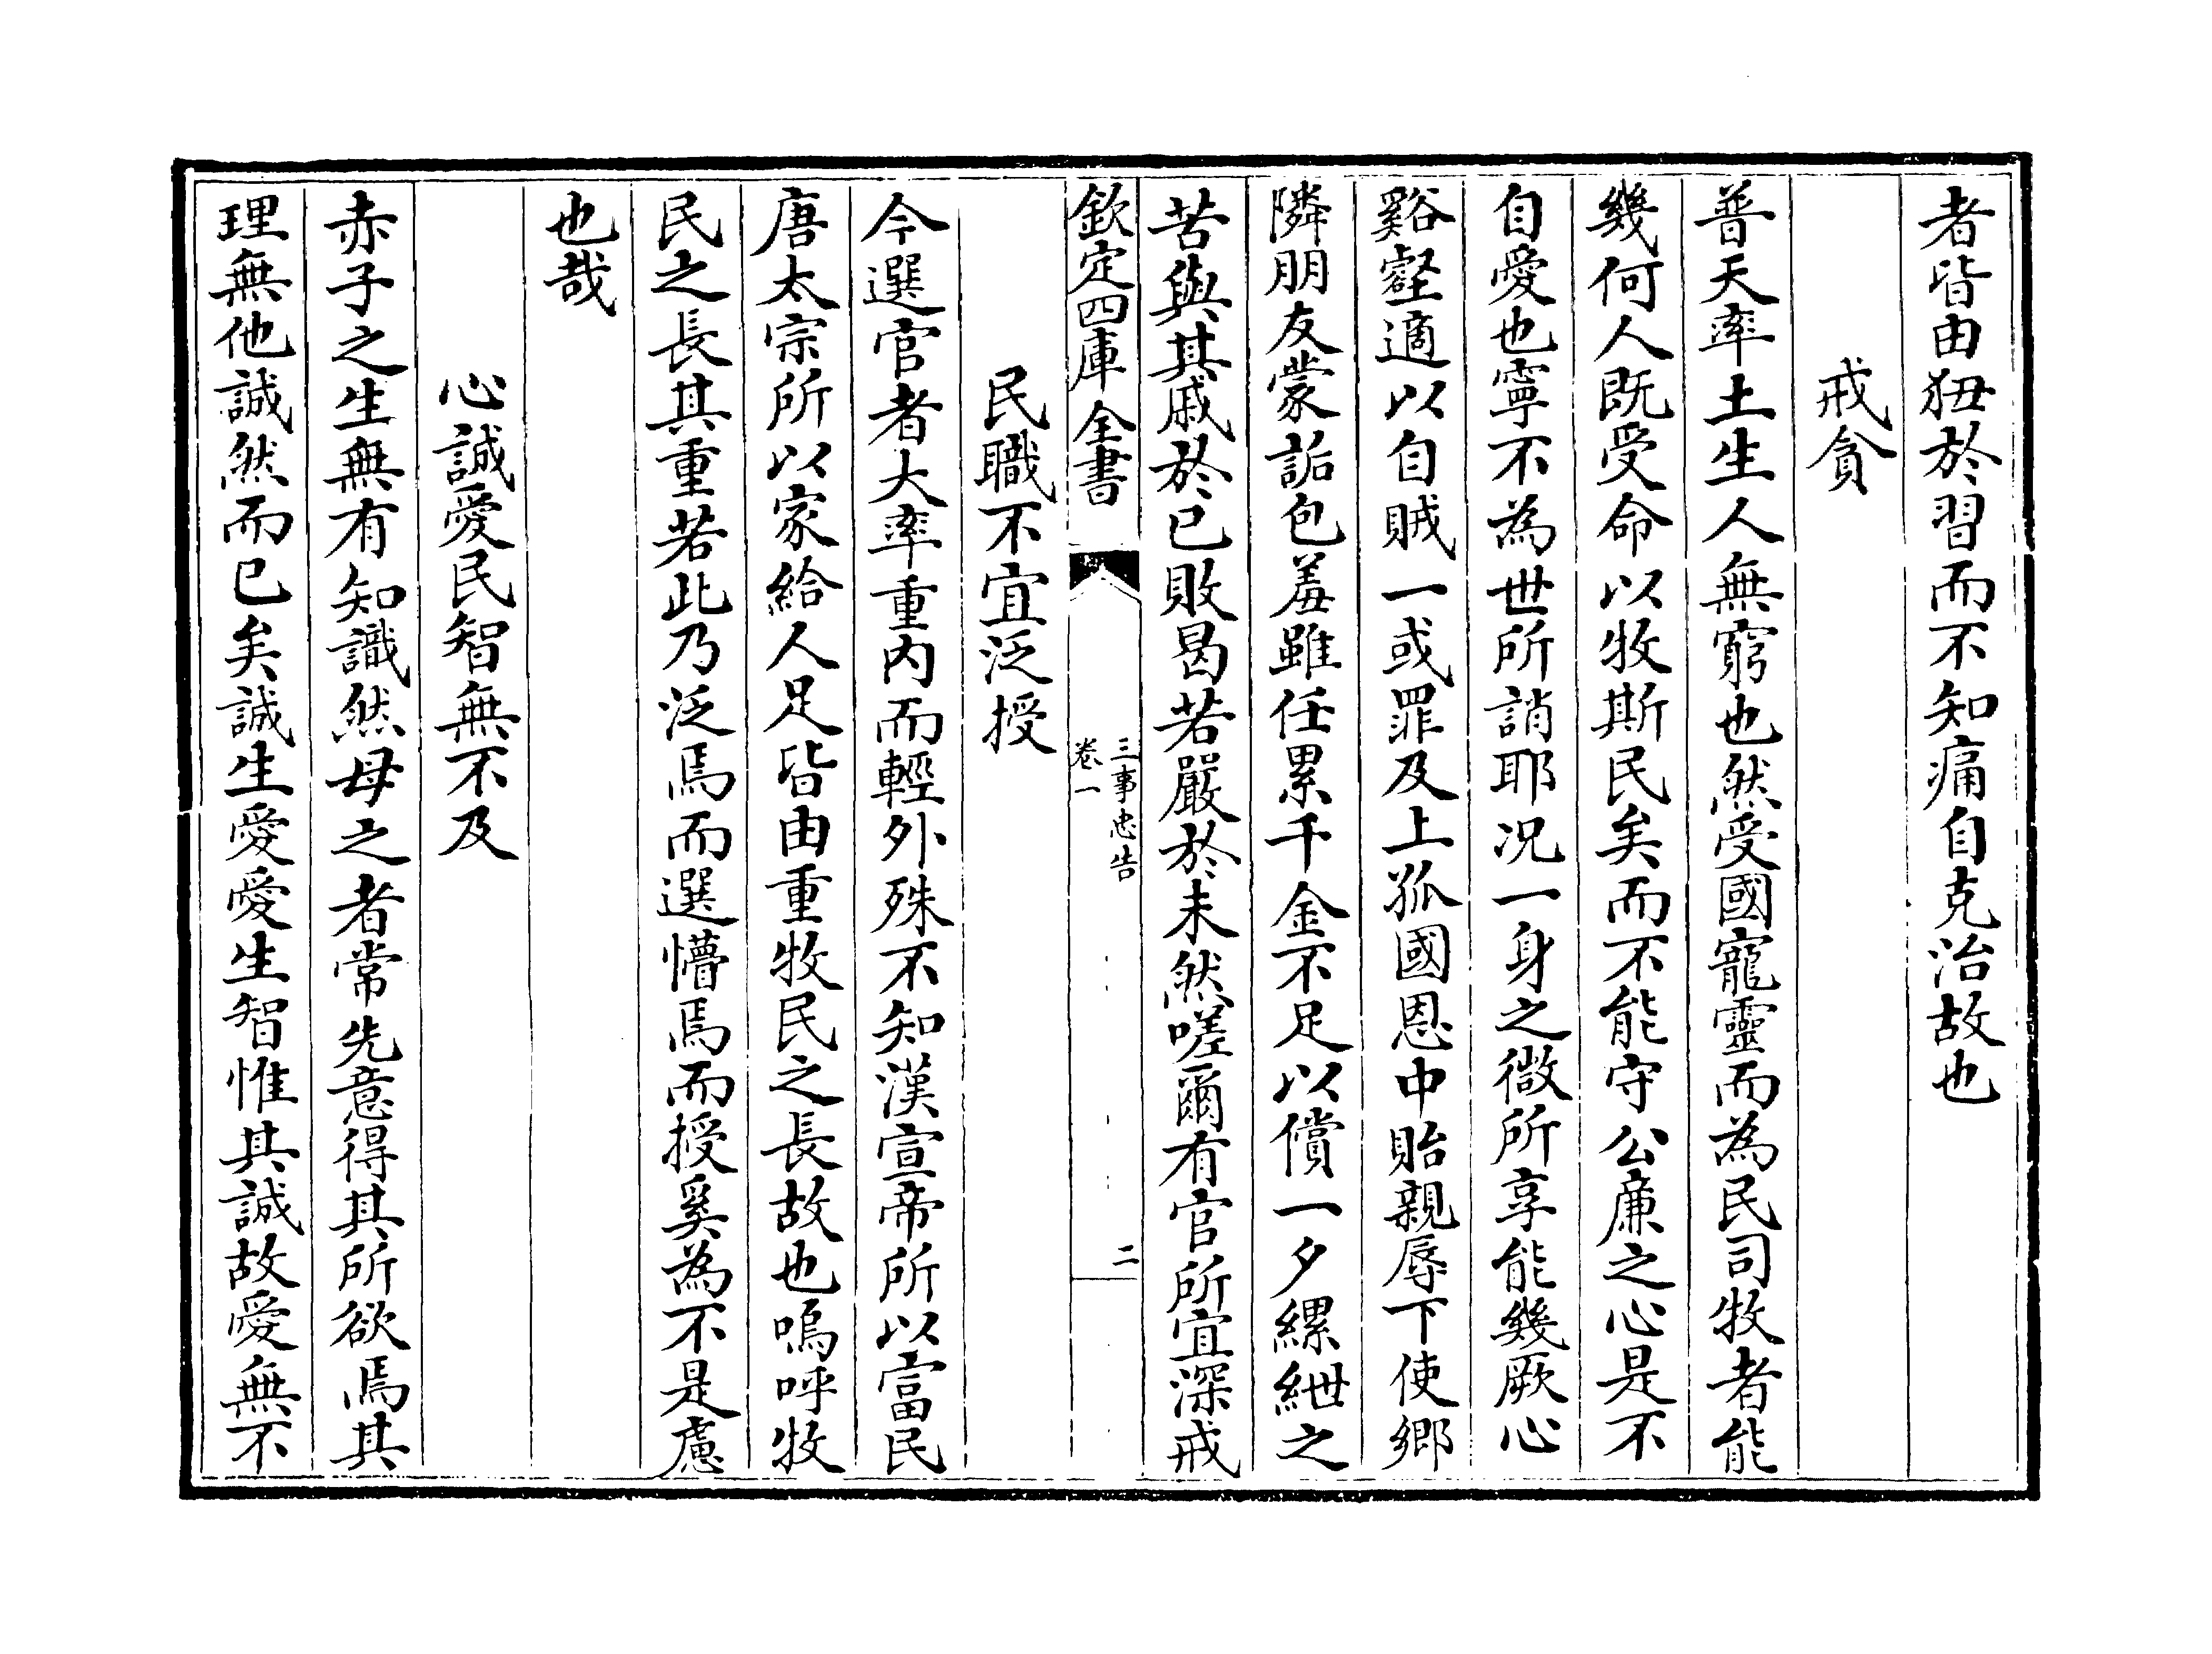 者皆由狃於習而不知痛自克治故也
戒貪
普天率土生人無窮也然受國寵靈而為民司牧者能
幾何人既受命以牧斯民矣而不能守公廉之心是不
自愛也寧不為世所誚耶况一身之微所享能幾厥心
谿壑適以自賊一或罪及上孤國恩中貽親辱下使鄉
隣朋友蒙詬包羞雖任累千金不足以償一夕縲紲之
苦與其戚於已敗曷若嚴於未然嗟爾有官所宜深戒
欽定四庫全書
三事忠告
卷一
二
民職不宜泛授
今選官者大率重内而輕外殊不知漢宣帝所以富民
唐太宗所以家給人足皆由重牧民之長故也嗚呼牧
民之長其重若此乃泛焉而選懵焉而授奚為不是慮
也哉
心誠愛民智無不及
赤子之生無有知識然母之者常先意得其所欲焉其
理無他誠然而已矣誠生愛愛生智惟其誠故愛無不